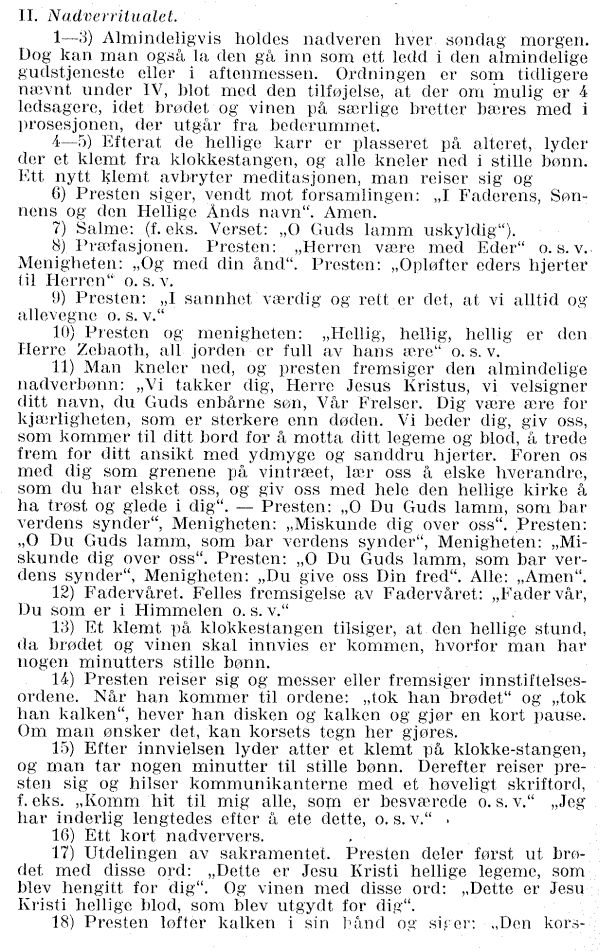 II. Nadverritualet.
1—3) Almindeligvis holdes nadveren hver søndag morgen.
Dog kan man også la den gå inn som ett ledd i den almindelige
gudstjeneste eller i aftenmessen. Ordningen er som tidligere
nævnt under IV, blot med den tilføjelse, at der om mulig er 4
ledsagere, idet brødet og vinen på særlige bretter bæres med i
prosesjonen, der utgår fra bederummet.
4—5) Efterat de hellige karr er plasseret på alteret, lyder
der et klemt fra klokkestangen, og alle kneler ned i stille bønn.
Ett nytt klemt avbryter meditasjonen, man reiser sig og
6) Presten siger, vendt mot forsamlingen: „I Faderens, Søn-
nens og den Hellige Ånds navn“. Amen.
7) Salme: (f. eks. Verset: „O Guds lamm uskyldig“).
8) Præfasjonen. Presten: „Herren være med Eder“ o. s. v.
Menigheten: „Og med din ånd“. Presten: „Opløfter eders hjerter
til Herren“ o. s. v.
9) Presten: „I sannhet værdig og rett er det, at vi alltid og
allevegne o. s. v.“
10) Presten og menigheten: „Hellig, hellig, hellig er den
Herre Zebaoth, all jorden er full av hans ære“ o. s. v.
11) Man kneler ned, og presten fremsiger den almindelige
nadverbønn: „Vi takker dig, Herre Jesus Kristus, vi velsigner
ditt navn, du Guds enbårne søn, Vår Frelser. Dig være ære for
kjærligheten, som er sterkere enn døden. Vi beder dig, giv oss,
som kommer til ditt bord for å motta ditt legeme og blod, å trede
frem for ditt ansikt med ydmyge og sanddru hjerter. Foren os
med dig som grenene på vintræet, lær oss å elske hverandre,
som du har elsket oss, og giv oss med hele den hellige kirke å
ha trøst og glede i dig“. — Presten: „O Du Guds lamm, som bar
verdens synder“, Menigheten: „Miskunde dig over oss“. Presten:
„O Du Guds lamm, som bar verdens synder“, Menigheten: „Mi-
skunde dig over oss“. Presten: „O Du Guds lamm, som bar ver-
dens synder“, Menigheten: „Du give oss Din fred“. Alle: „Amen“.
12) Fadervåret. Felles fremsigelse av Fadervåret: „Fader vår,
Du som er i Himmelen o. s. v.“
13) Et klemt på klokkestangen tilsiger, at den hellige stund,
da brødet og vinen skal innvies er kommen, hvorfor man har
nogen minutters stille bønn.
14) Presten reiser sig og messer eller fremsiger innstiftelses-
ordene. Når han kommer til ordene: „tok han brødet“ og „tok
han kalken“, hever han disken og kalken og gjør en kort pause.
Om man ønsker det, kan korsets tegn her gjøres.
15) Efter innvielsen lyder atter et klemt på klokke-stangen,
og man tar nogen minutter til stille bønn. Derefter reiser pre-
sten sig og hilser kommunikanterne med et høveligt skriftord,
f. eks. „Komm hit til mig alle, som er besværede o. s. v.“ „Jeg
har inderlig lengtedes efter å ete dette, o. s. v.“
16) Ett kort nadververs.
17) Utdelingen av sakramentet. Presten deler først ut brø-
det med disse ord: „Dette er Jesu Kristi hellige legeme, som
blev hengitt for dig“. Og vinen med disse ord: „Dette er Jesu
Kristi hellige blod, som blev utgydt for dig“.
18) Presten løfter kalken i sin hånd og siger: „Den kors-